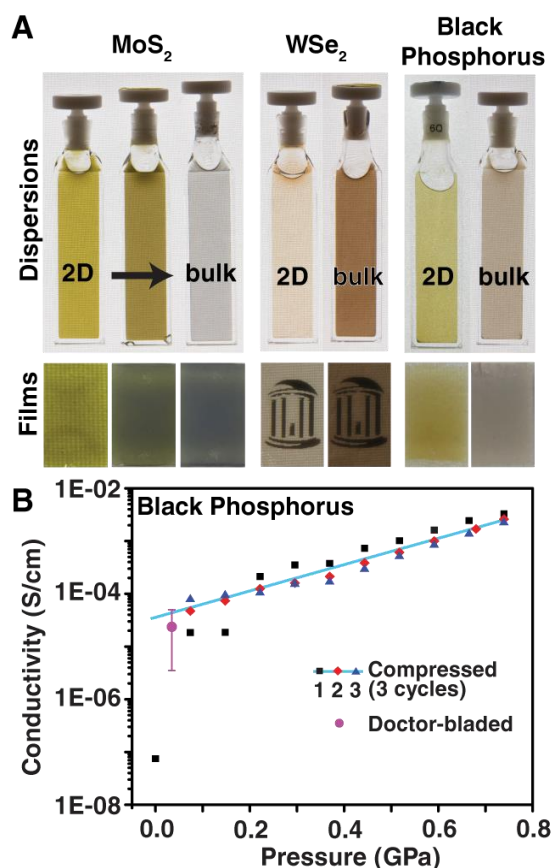 A
MoS2
WSe2
Black
Phosphorus
Dispersions
60
2D
bulk
2D
bulk
2D
bulk
Films
B
Black Phosphorus
1E-02
1E-04
1E-06
1E-08
Conductivity (S/cm)
Compressed
1 2 3 (3 cycles)
Doctor-bladed
0.0 0.2 0.4 0.6 0.8
Pressure (GPa)